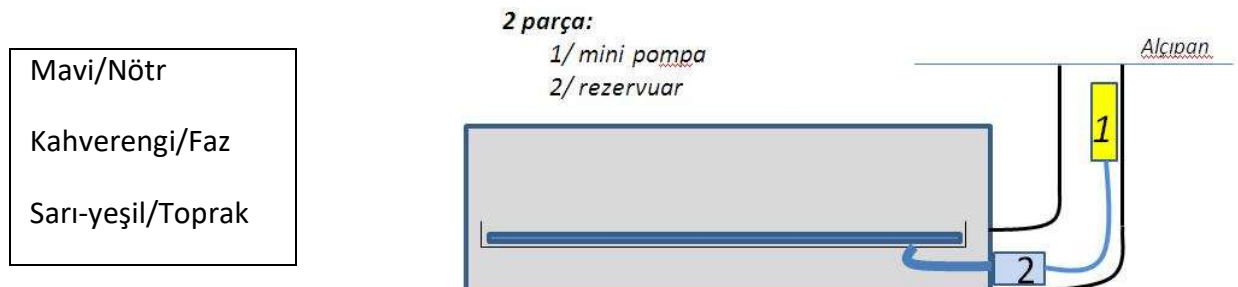 Mavi/Nötr
Kahverengi/Faz
Sarı-yeşil/Toprak
2 parça:
1/ mini pompa
2/ rezervuar
Alçıpan
1
2